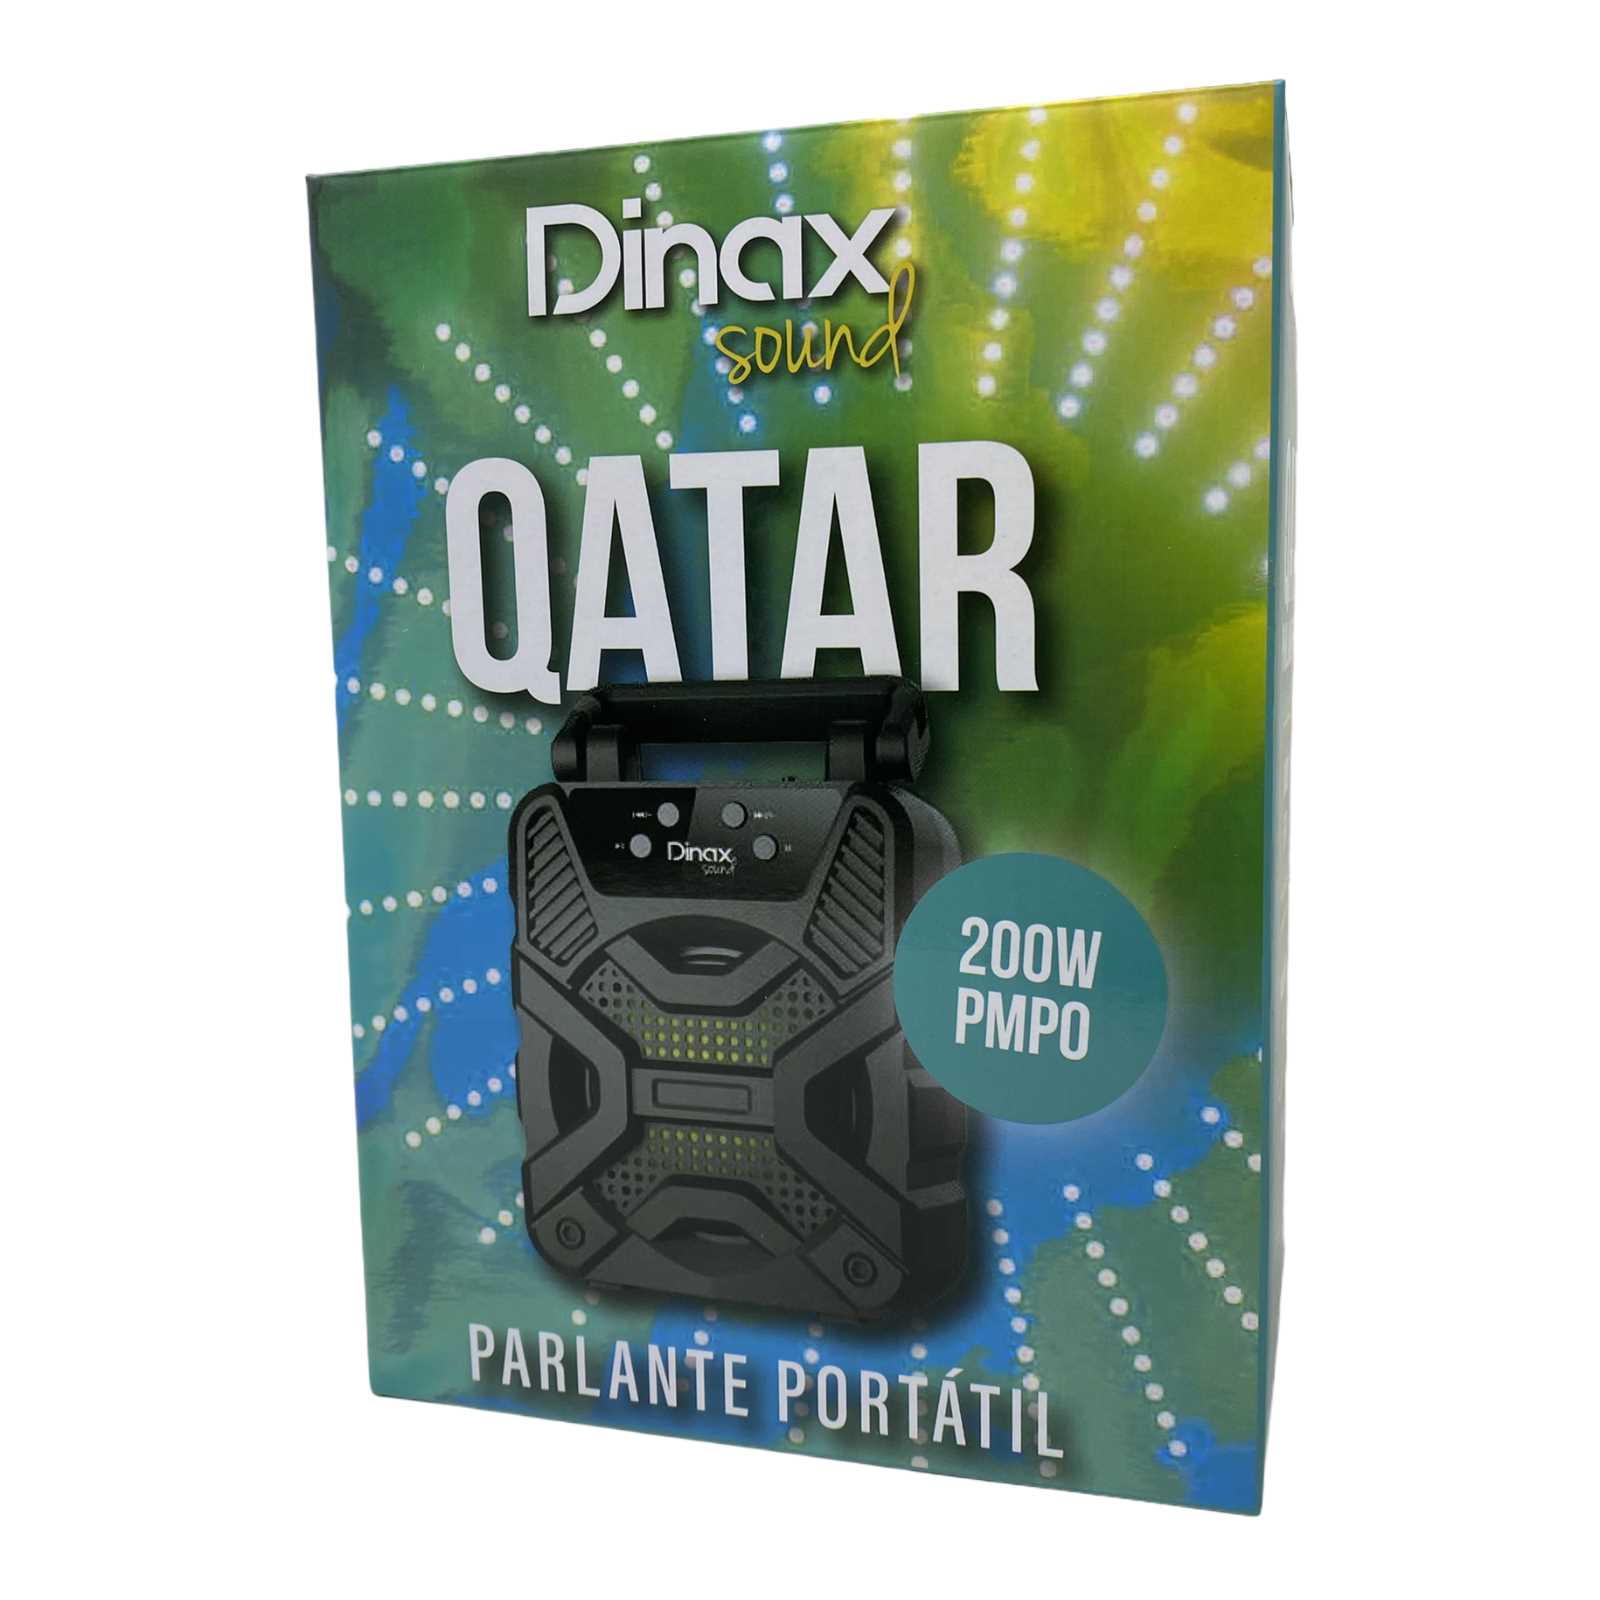 Dinax
sound
QATAR
Dinax
sound
200W
PMPO
PARLANTE PORTÁTIL